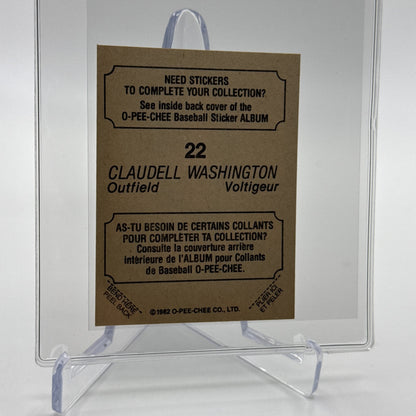 NEED STICKERS
TO COMPLETE YOUR COLLECTION?
See inside back cover of the
O-PEE-CHEE Baseball Sticker ALBUM
22
CLAUDELL WASHINGTON
Outfield Voltigeur
AS-TU BESOIN DE CERTAINS COLLANTS
POUR COMPLETER TA COLLECTION?
Consulte la couverture arrière
intérieure de l'ALBUM pour Collants
de Baseball O-PEE-CHEE.
BEND HERE
PEEL BACK
PLIER ICI
ET PELER
©1982 O-PEE-CHEE CO., LTD.